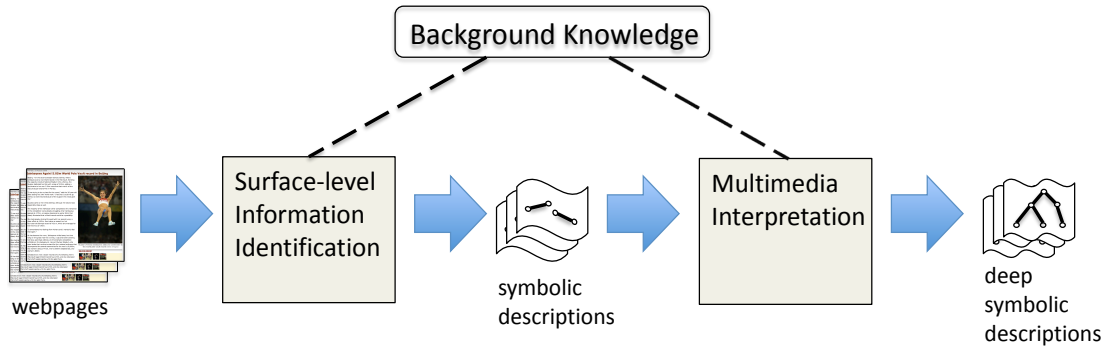 Background Knowledge
Surface-level
Information
Identification
Multimedia
Interpretation
webpages
symbolic
descriptions
deep
symbolic
descriptions